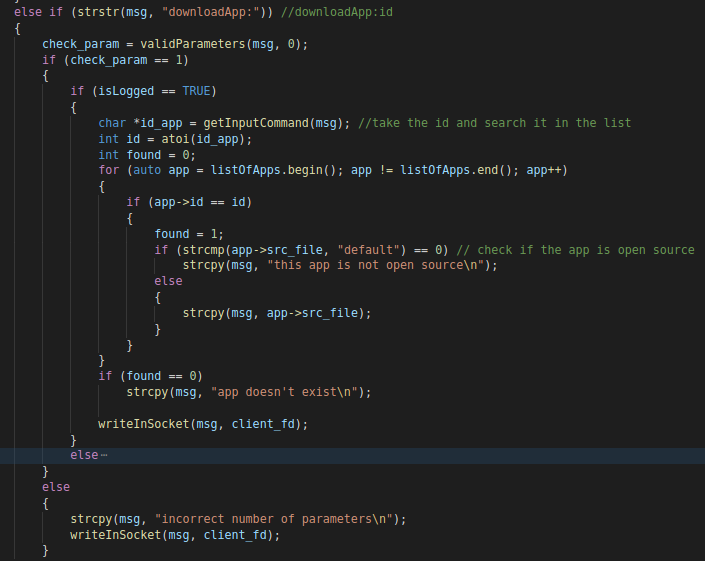 else if (strstr(msg, "downloadApp:")) //downloadApp:id
{
    check_param = validParameters(msg, 0);
    if (check_param == 1)
    {
        if (isLogged == TRUE)
        {
            char *id_app = getInputCommand(msg); //take the id and search it in the list
            int id = atoi(id_app);
            int found = 0;
            for (auto app = listOfApps.begin(); app != listOfApps.end(); app++)
            {
                if (app->id == id)
                {
                    found = 1;
                    if (strcmp(app->src_file, "default") == 0) // check if the app is open source
                        strcpy(msg, "this app is not open source\n");
                    else
                    {
                        strcpy(msg, app->src_file);
                    }
                }
            }
            if (found == 0)
                strcpy(msg, "app doesn't exist\n");

            writeInSocket(msg, client_fd);
        }
        else⋯
    }
    else
    {
        strcpy(msg, "incorrect number of parameters\n");
        writeInSocket(msg, client_fd);
    }